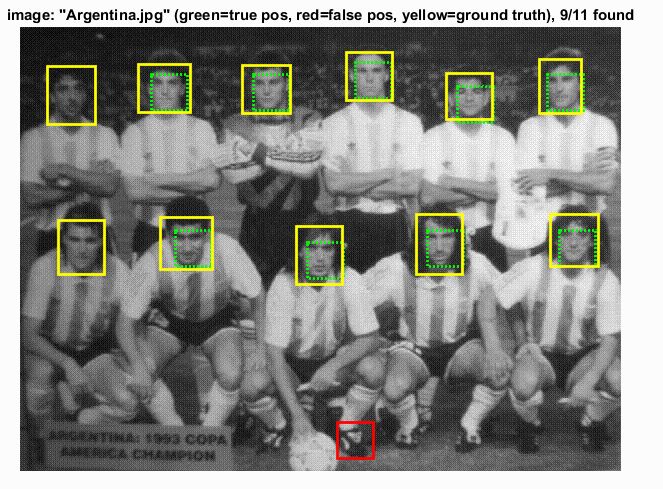 image: "Argentina.jpg" (green=true pos, red=false pos, yellow=ground truth), 9/11 found
ARGENTINA: 1993 COPA
AMERICA CHAMPION